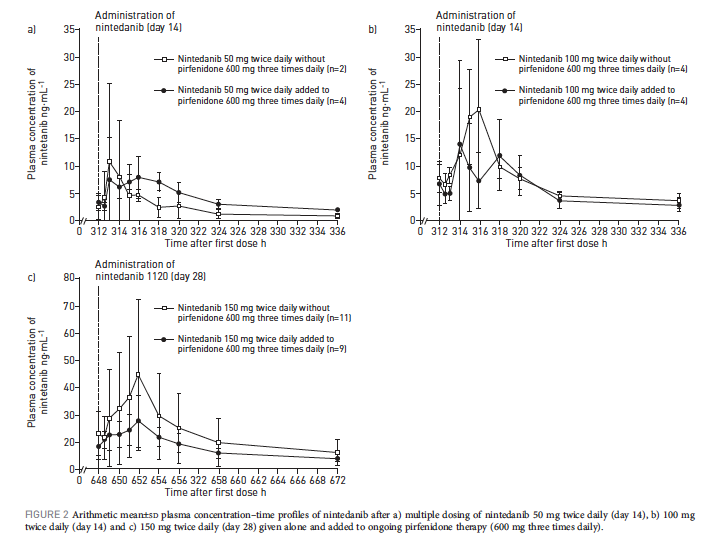 Administration of
nintedanib (day 14)
a)
35
30
25
20
15
10
5
0
Plasma concentration of
nintetanib ng·mL⁻¹
Nintedanib 50 mg twice daily without
pirfenidone 600 mg three times daily (n=2)
Nintedanib 50 mg twice daily added to
pirfenidone 600 mg three times daily (n=4)
0 312 314 316 318 320 322 324 326 328 330 332 334 336
Time after first dose h
Administration of
nintedanib (day 14)
b)
35
30
25
20
15
10
5
0
Plasma concentration of
nintetanib ng·mL⁻¹
Nintedanib 100 mg twice daily without
pirfenidone 600 mg three times daily (n=4)
Nintedanib 100 mg twice daily added to
pirfenidone 600 mg three times daily (n=4)
0 312 314 316 318 320 322 324 326 328 330 332 334 336
Time after first dose h
Administration of
nintedanib 1120 (day 28)
c)
80
70
60
50
40
30
20
0
Plasma concentration of
nintetanib ng·mL⁻¹
Nintedanib 150 mg twice daily without
pirfenidone 600 mg three times daily (n=11)
Nintedanib 150 mg twice daily added to
pirfenidone 600 mg three times daily (n=9)
0 648 650 652 654 656 322 658 660 662 664 666 668 670 672
Time after first dose h
FIGURE 2 Arithmetic mean±SD plasma concentration–time profiles of nintedanib after a) multiple dosing of nintedanib 50 mg twice daily (day 14), b) 100 mg
twice daily (day 14) and c) 150 mg twice daily (day 28) given alone and added to ongoing pirfenidone therapy (600 mg three times daily).